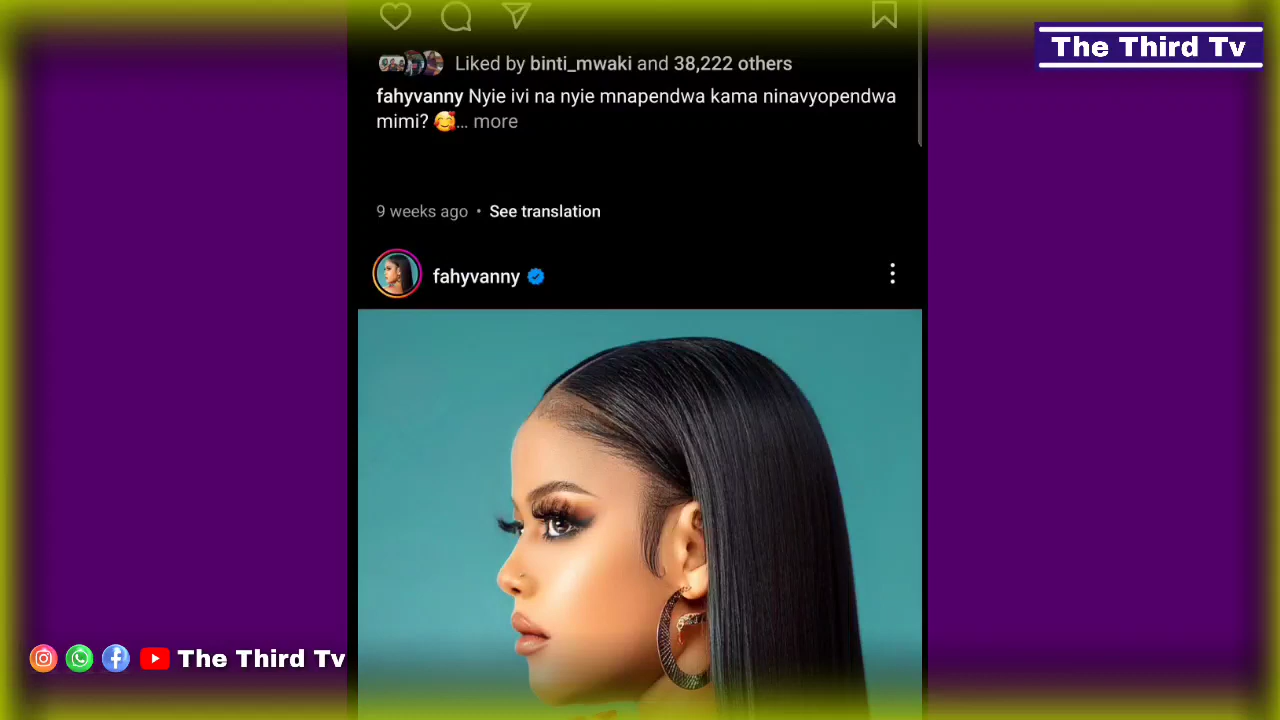 The Third Tv
Liked by binti_mwaki and 38,222 others
fahyvanny Nyie ivi na nyie mnapendwa kama ninavyopendwa
mimi? 🥰... more
9 weeks ago • See translation
fahyvanny
The Third Tv